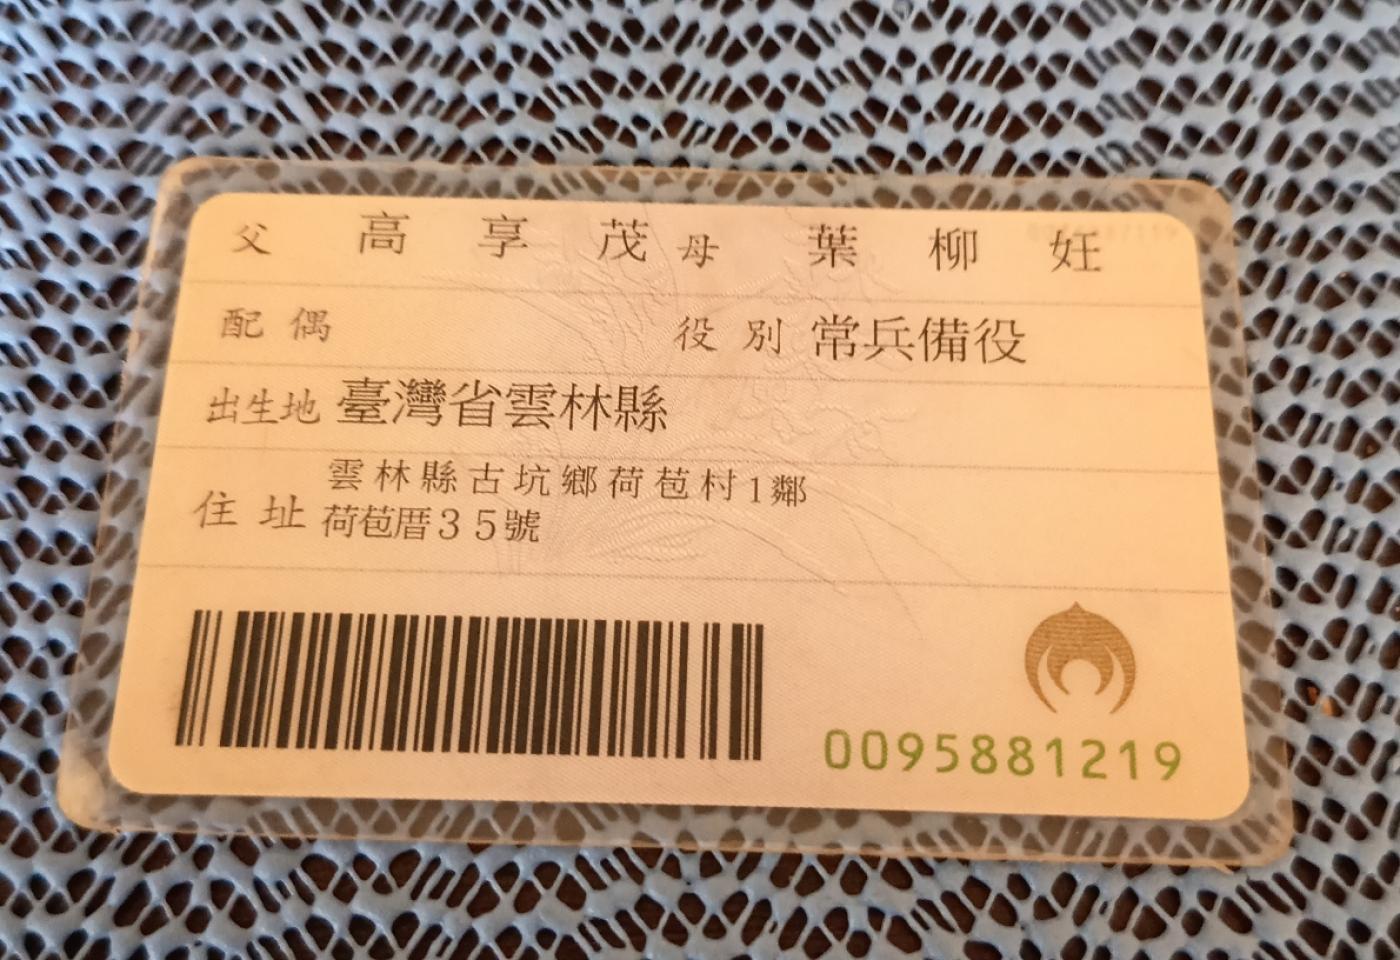 父 高 享 茂 母 葉 柳 妊
配偶 役別 常兵備役
出生地 臺灣省雲林縣
住址 雲林縣古坑鄉荷苞村1鄰
荷苞厝35號
0095881219